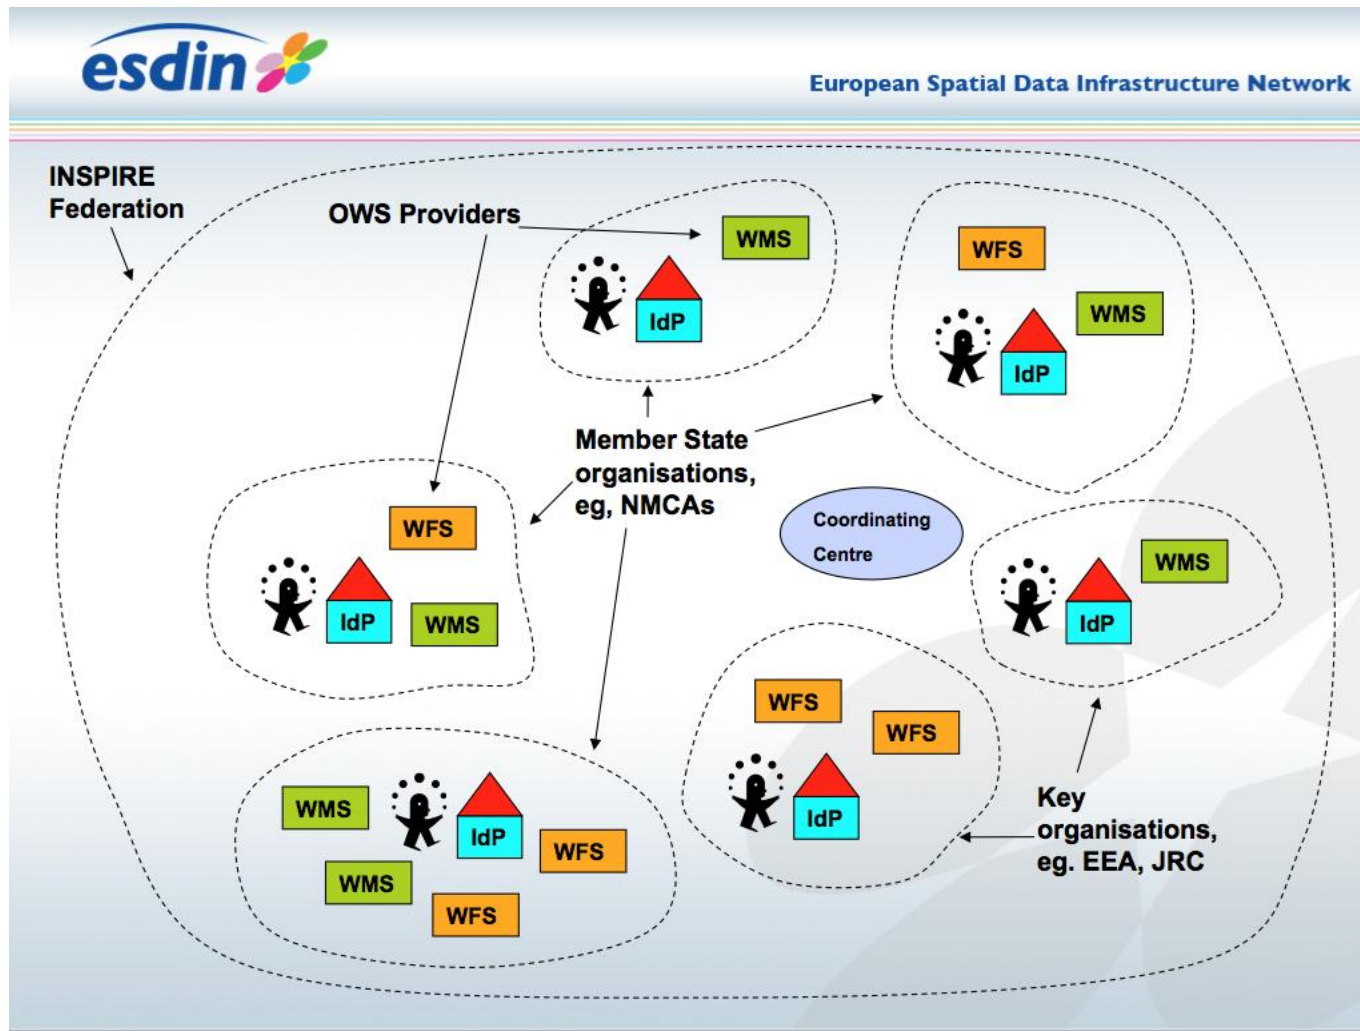 esdin
European Spatial Data Infrastructure Network
INSPIRE
Federation
OWS Providers
WMS
IdP
WFS
WMS
IdP
Member State
organisations,
eg, NMCAs
Coordinating
Centre
WFS
IdP
WMS
WMS
IdP
WFS
WFS
IdP
WMS
IdP
WFS
WMS
WFS
Key
organisations,
eg. EEA, JRC